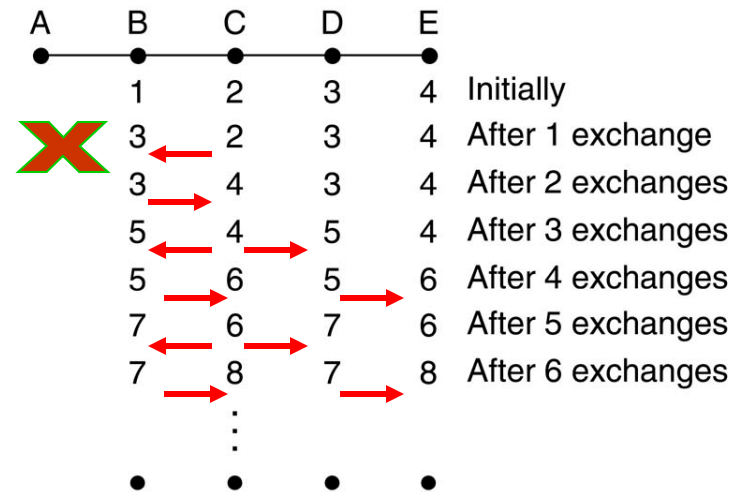 A B C D E
1 2 3 4 Initially
3 2 3 4 After 1 exchange
3 4 3 4 After 2 exchanges
5 4 5 4 After 3 exchanges
5 6 5 6 After 4 exchanges
7 6 7 6 After 5 exchanges
7 8 7 8 After 6 exchanges